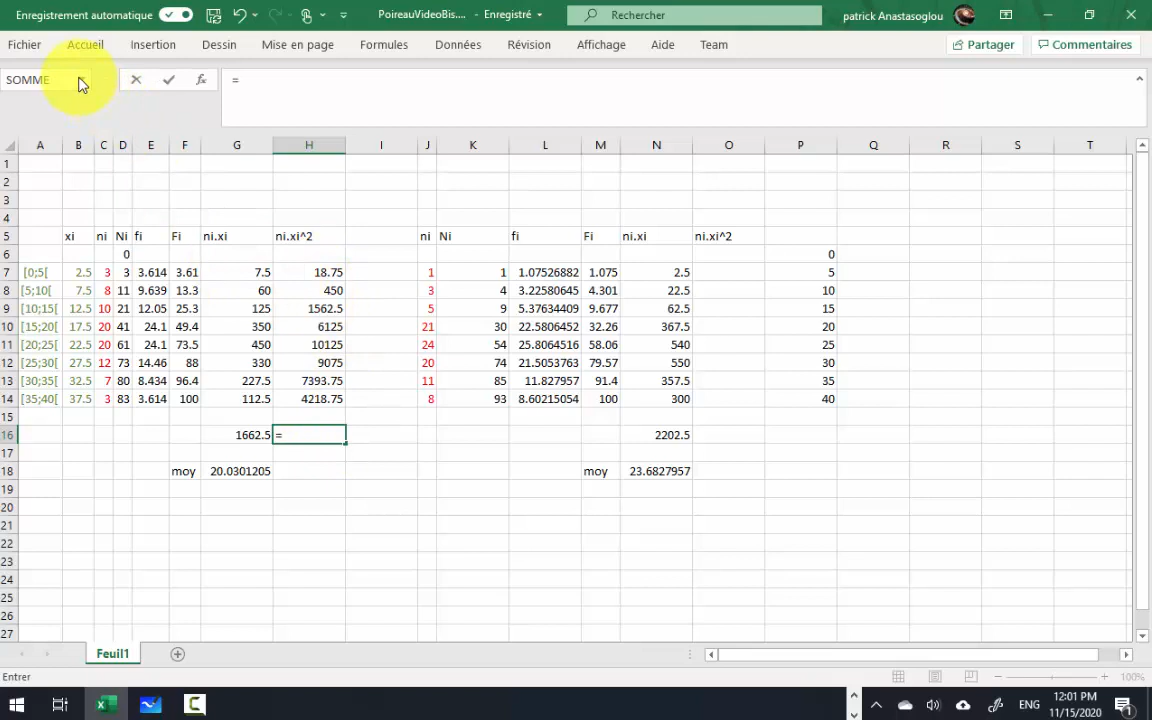 Enregistrement automatique PoireauVideoBis.... - Enregistré Rechercher patrick Anastasoglou
Fichier Accueil Insertion Dessin Mise en page Formules Données Révision Affichage Aide Team Partager Commentaires
SOMME fx =
A B C D E F G H I J K L M N O P Q R S T
1
2
3
4
5 xi ni Ni fi Fi ni.xi ni.xi^2 ni Ni fi Fi ni.xi ni.xi^2
6 0 0
7 [0;5[ 2.5 3 3 3.614 3.61 7.5 18.75 1 1 1.07526882 1.075 2.5 5
8 [5;10[ 7.5 8 11 9.639 13.3 60 450 3 4 3.22580645 4.301 22.5 10
9 [10;15[ 12.5 10 21 12.05 25.3 125 1562.5 5 9 5.37634409 9.677 62.5 15
10 [15;20[ 17.5 20 41 24.1 49.4 350 6125 21 30 22.5806452 32.26 367.5 20
11 [20;25[ 22.5 20 61 24.1 73.5 450 10125 24 54 25.8064516 58.06 540 25
12 [25;30[ 27.5 12 73 14.46 88 330 9075 20 74 21.5053763 79.57 550 30
13 [30;35[ 32.5 7 80 8.434 96.4 227.5 7393.75 11 85 11.827957 91.4 357.5 35
14 [35;40[ 37.5 3 83 3.614 100 112.5 4218.75 8 93 8.60215054 100 300 40
15
16 1662.5 = 2202.5
17
18 moy 20.0301205 moy 23.6827957
19
20
21
22
23
24
25
26
27
Feuil1
Entrer 100%
ENG 12:01 PM
11/15/2020 1